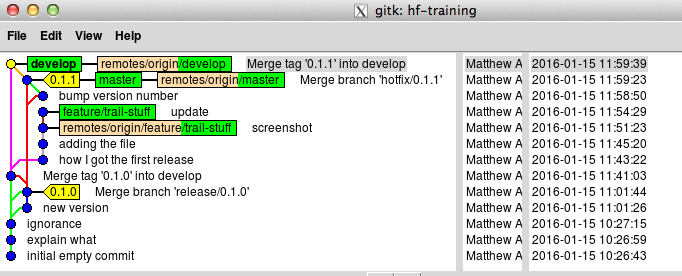 gitk: hf-training
File Edit View Help
develop remotes/origin/develop Merge tag '0.1.1' into develop Matthew A 2016-01-15 11:59:39
0.1.1 master remotes/origin/master Merge branch 'hotfix/0.1.1' Matthew A 2016-01-15 11:59:23
bump version number Matthew A 2016-01-15 11:58:50
feature/trail-stuff update Matthew A 2016-01-15 11:54:29
remotes/origin/feature/trail-stuff screenshot Matthew A 2016-01-15 11:51:23
adding the file Matthew A 2016-01-15 11:45:20
how I got the first release Matthew A 2016-01-15 11:43:22
Merge tag '0.1.0' into develop Matthew A 2016-01-15 11:41:03
0.1.0 Merge branch 'release/0.1.0' Matthew A 2016-01-15 11:01:44
new version Matthew A 2016-01-15 11:01:26
ignorance Matthew A 2016-01-15 10:27:15
explain what Matthew A 2016-01-15 10:26:59
initial empty commit Matthew A 2016-01-15 10:26:43